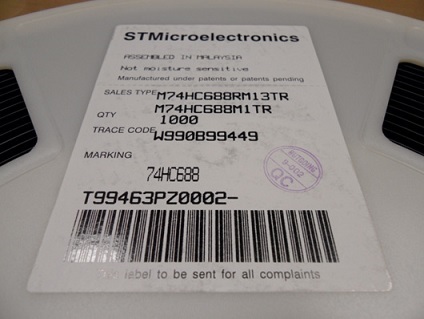 STMicroelectronics
ASSEMBLED IN MALAYSIA
Not moisture sensitive
Manufactured under patents or patents pending
SALES TYPE M74HC688RM13TR
M74HC688M1TR
QTY 1000
TRACE CODE W990B99449
MARKING
74HC688
QC
T99463PZ0002-
label to be sent for all complaints